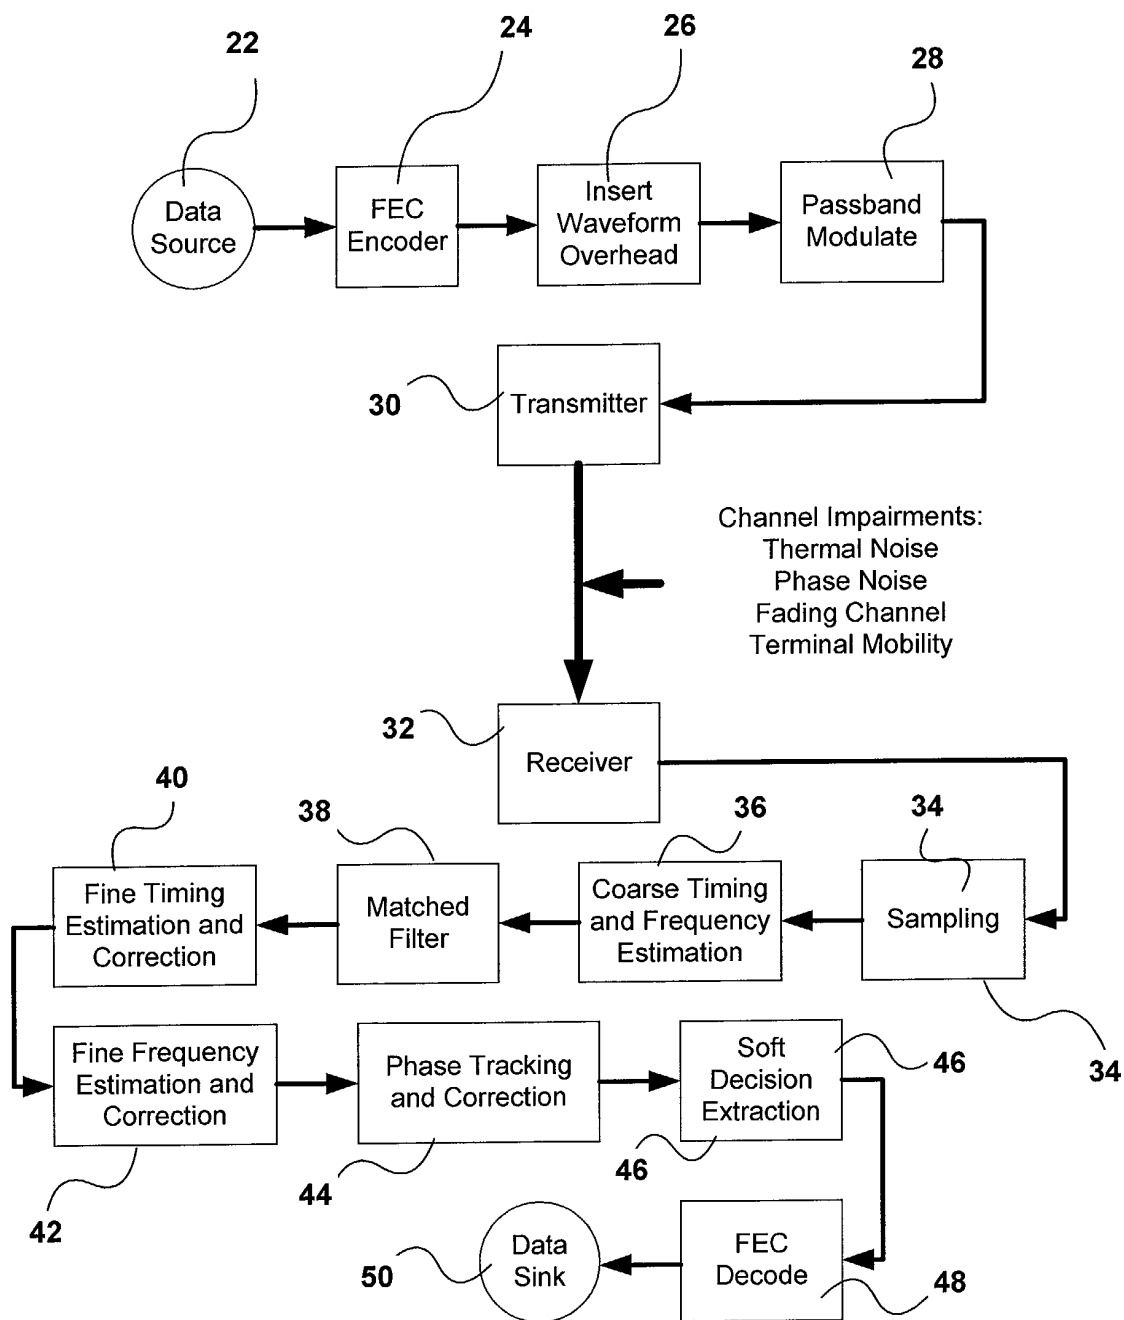 22
24
26
28
Data
Source
FEC
Encoder
Insert
Waveform
Overhead
Passband
Modulate
30
Transmitter
Channel Impairments:
Thermal Noise
Phase Noise
Fading Channel
Terminal Mobility
32
Receiver
40
38
36
34
Fine Timing
Estimation and
Correction
Matched
Filter
Coarse Timing
and Frequency
Estimation
Sampling
34
Fine Frequency
Estimation and
Correction
Phase Tracking
and Correction
Soft
Decision
Extraction
46
42
44
46
50
Data
Sink
FEC
Decode
48